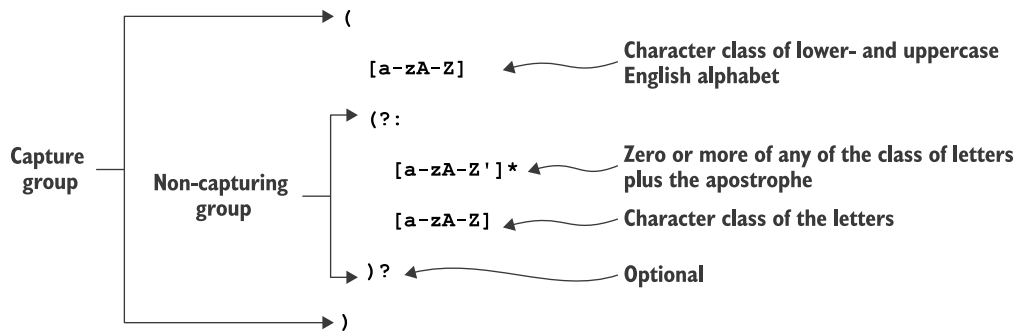 (
[a-zA-Z]
Character class of lower- and uppercase
English alphabet
(?:
Capture
group
Non-capturing
group
[a-zA-Z']*
Zero or more of any of the class of letters
plus the apostrophe
[a-zA-Z]
Character class of the letters
)?
Optional
)